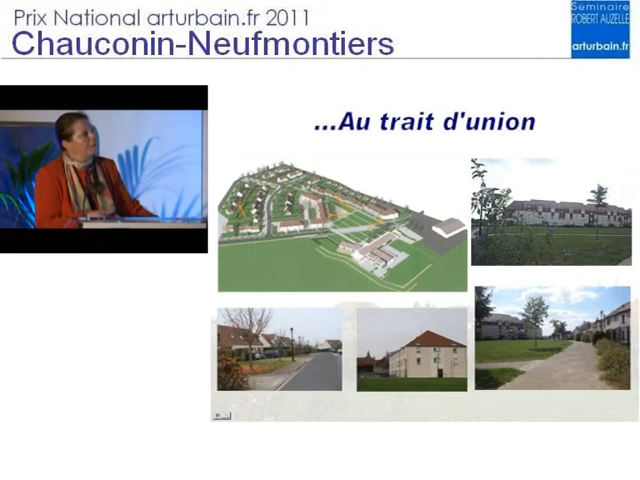 Prix National arturbain.fr 2011
Chauconin-Neufmontiers
Séminaire
ROBERT AUZELLE
arturbain.fr
...Au trait d'union